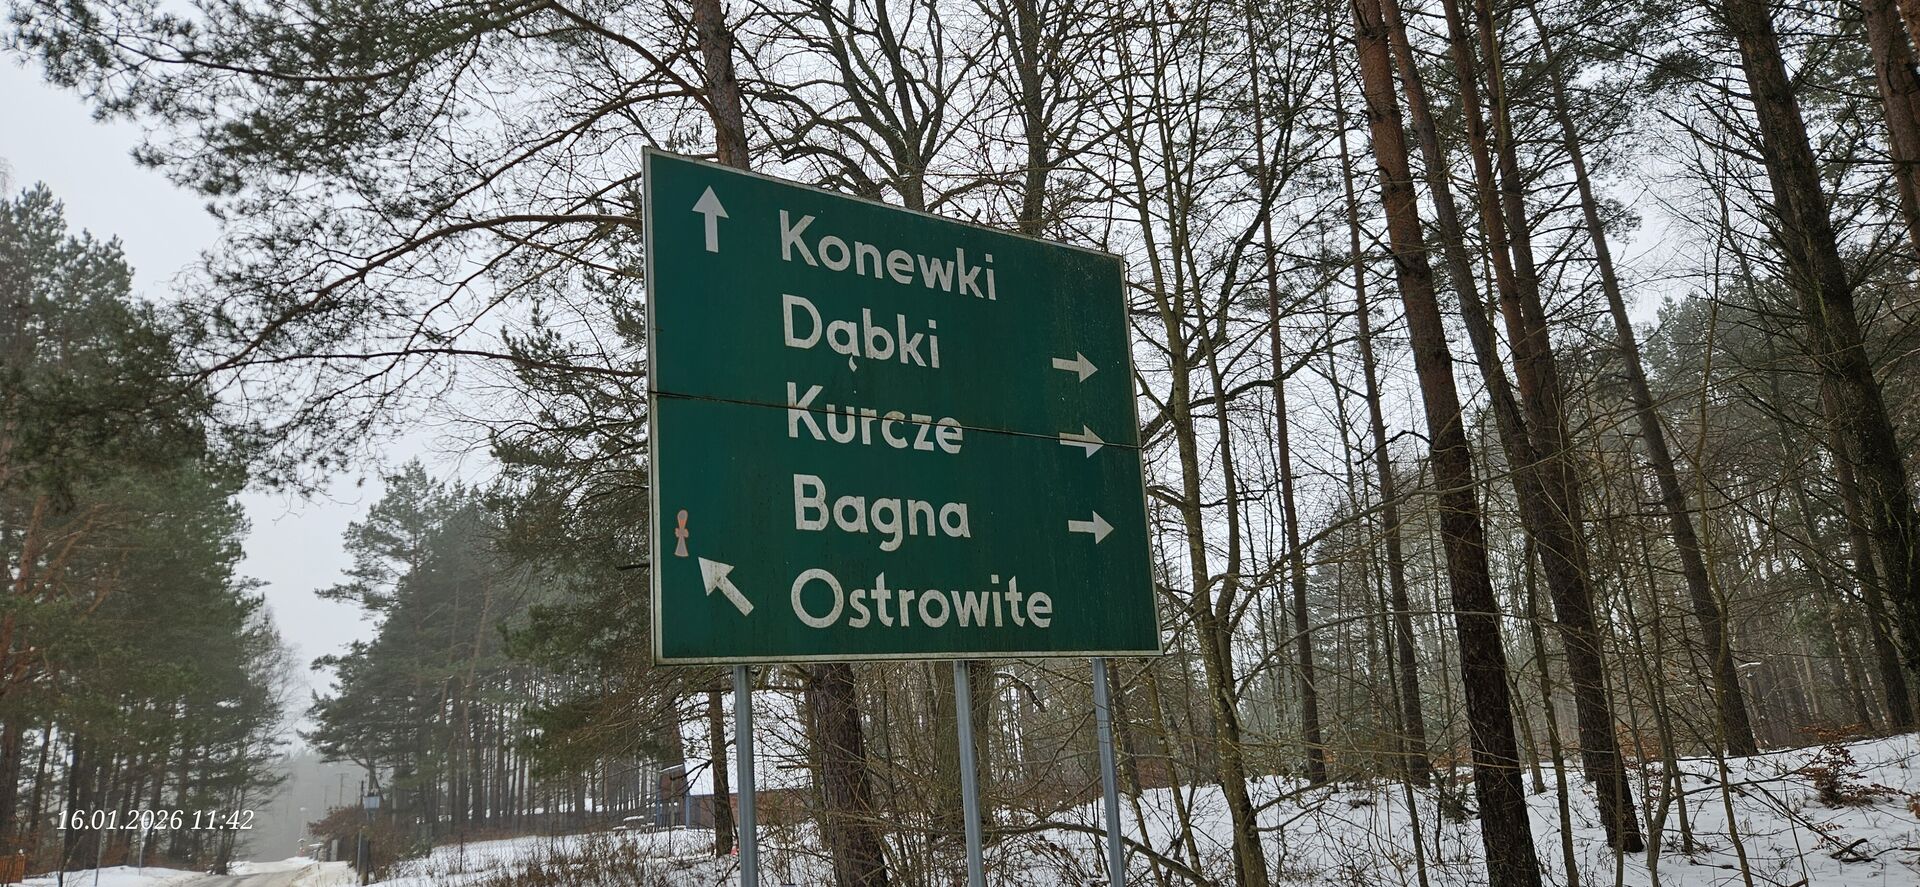 Konewki
Dąbki
Kurcze
Bagna
Ostrowite
16.01.2026 11:42